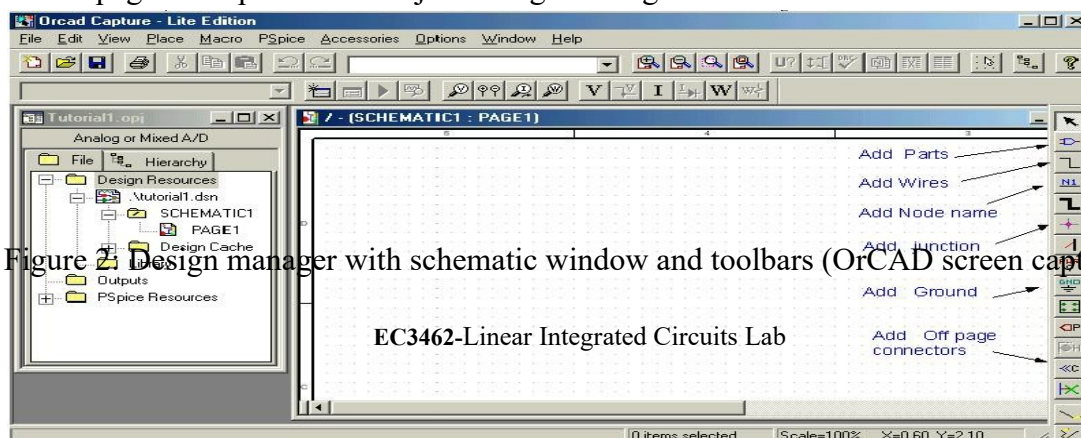 Orcad Capture - Lite Edition
File Edit View Place Macro PSpice Accessories Options Window Help
U?
V I W
Tutorial1.opj
/ - (SCHEMATIC1 : PAGE1)
Analog or Mixed A/D
File Hierarchy
Design Resources
.\tutorial1.dsn
SCHEMATIC1
PAGE1
Design Cache
Library
Outputs
PSpice Resources
5 4 3
Add Parts
Add Wires
Add Node name
Add junction
Add Ground
Add Off page
connectors
N1
GND
Figure 2: Design manager with schematic window and toolbars (OrCAD screen capt
EC3462-Linear Integrated Circuits Lab
0 items selected Scale=100% X=0.60 Y=2.10